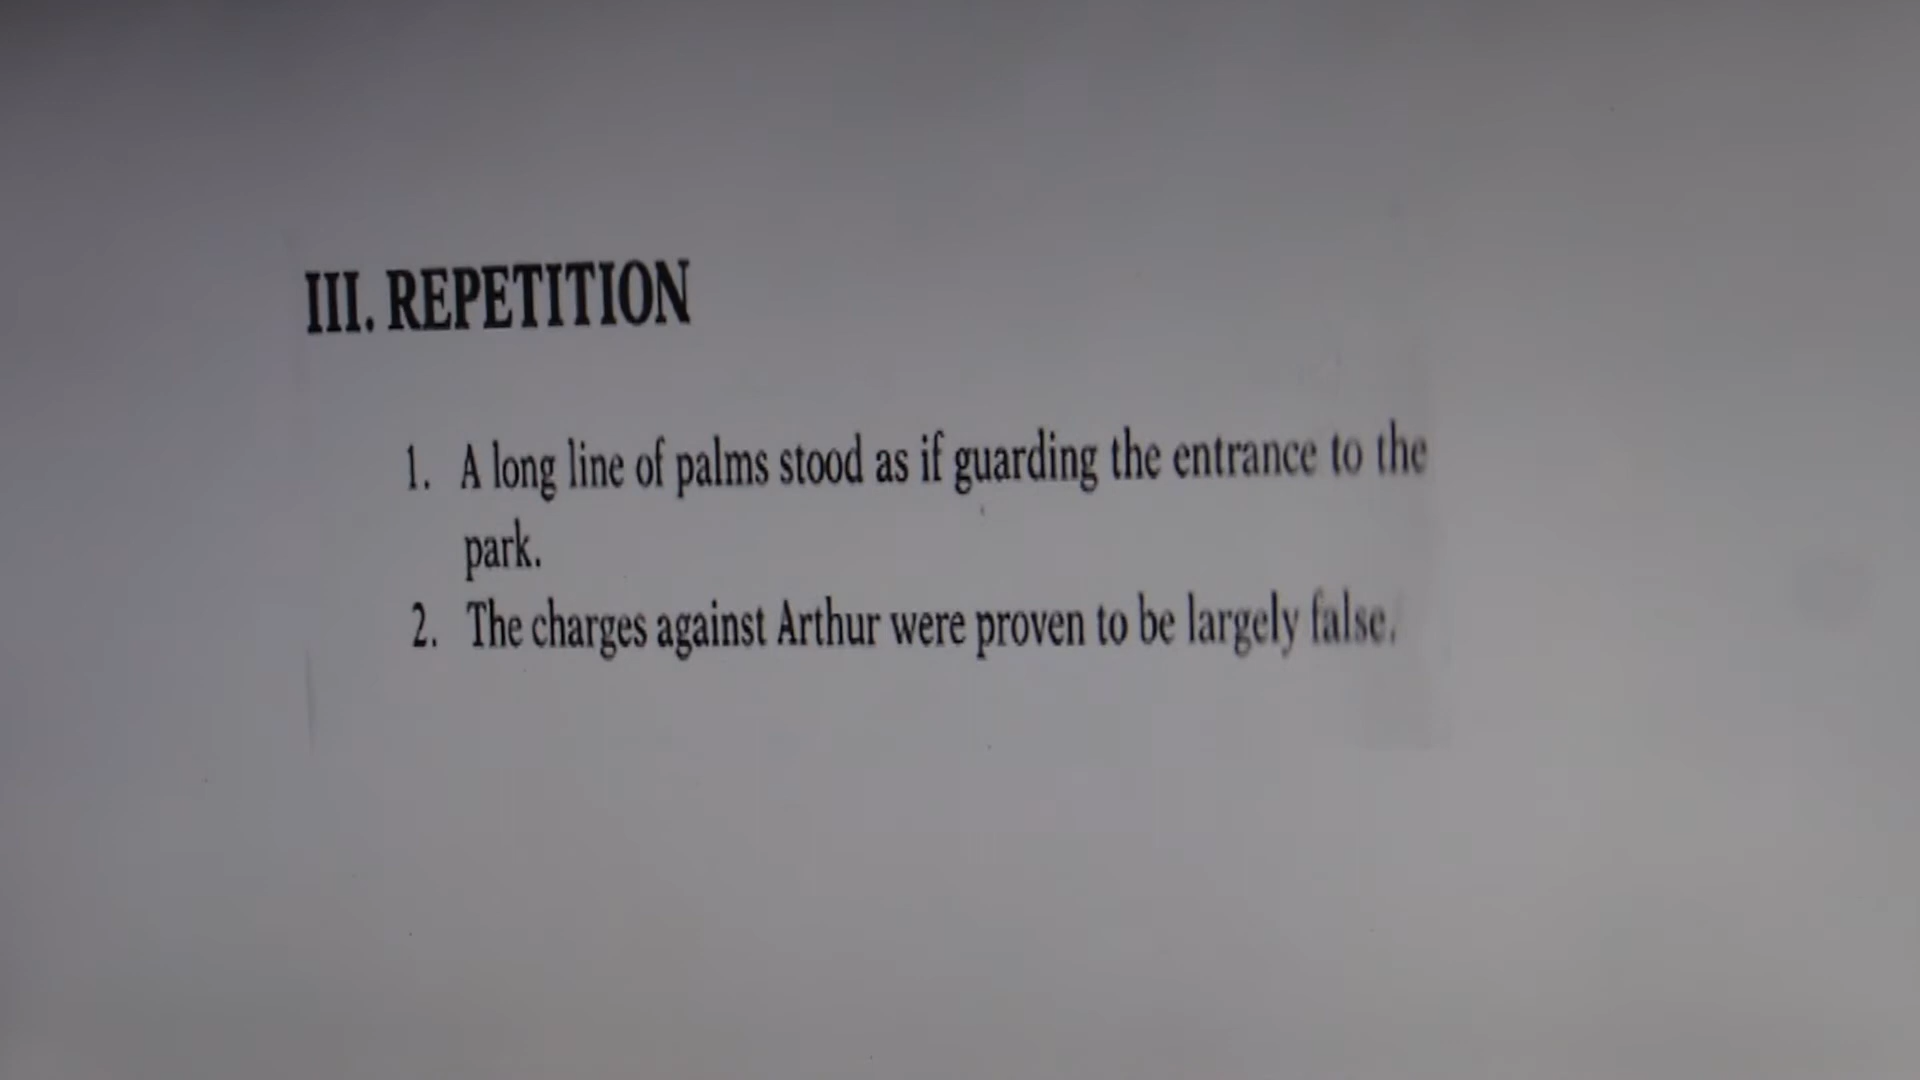 III. REPETITION
1. A long line of palms stood as if guarding the entrance to the
park.
2. The charges against Arthur were proven to be largely false.